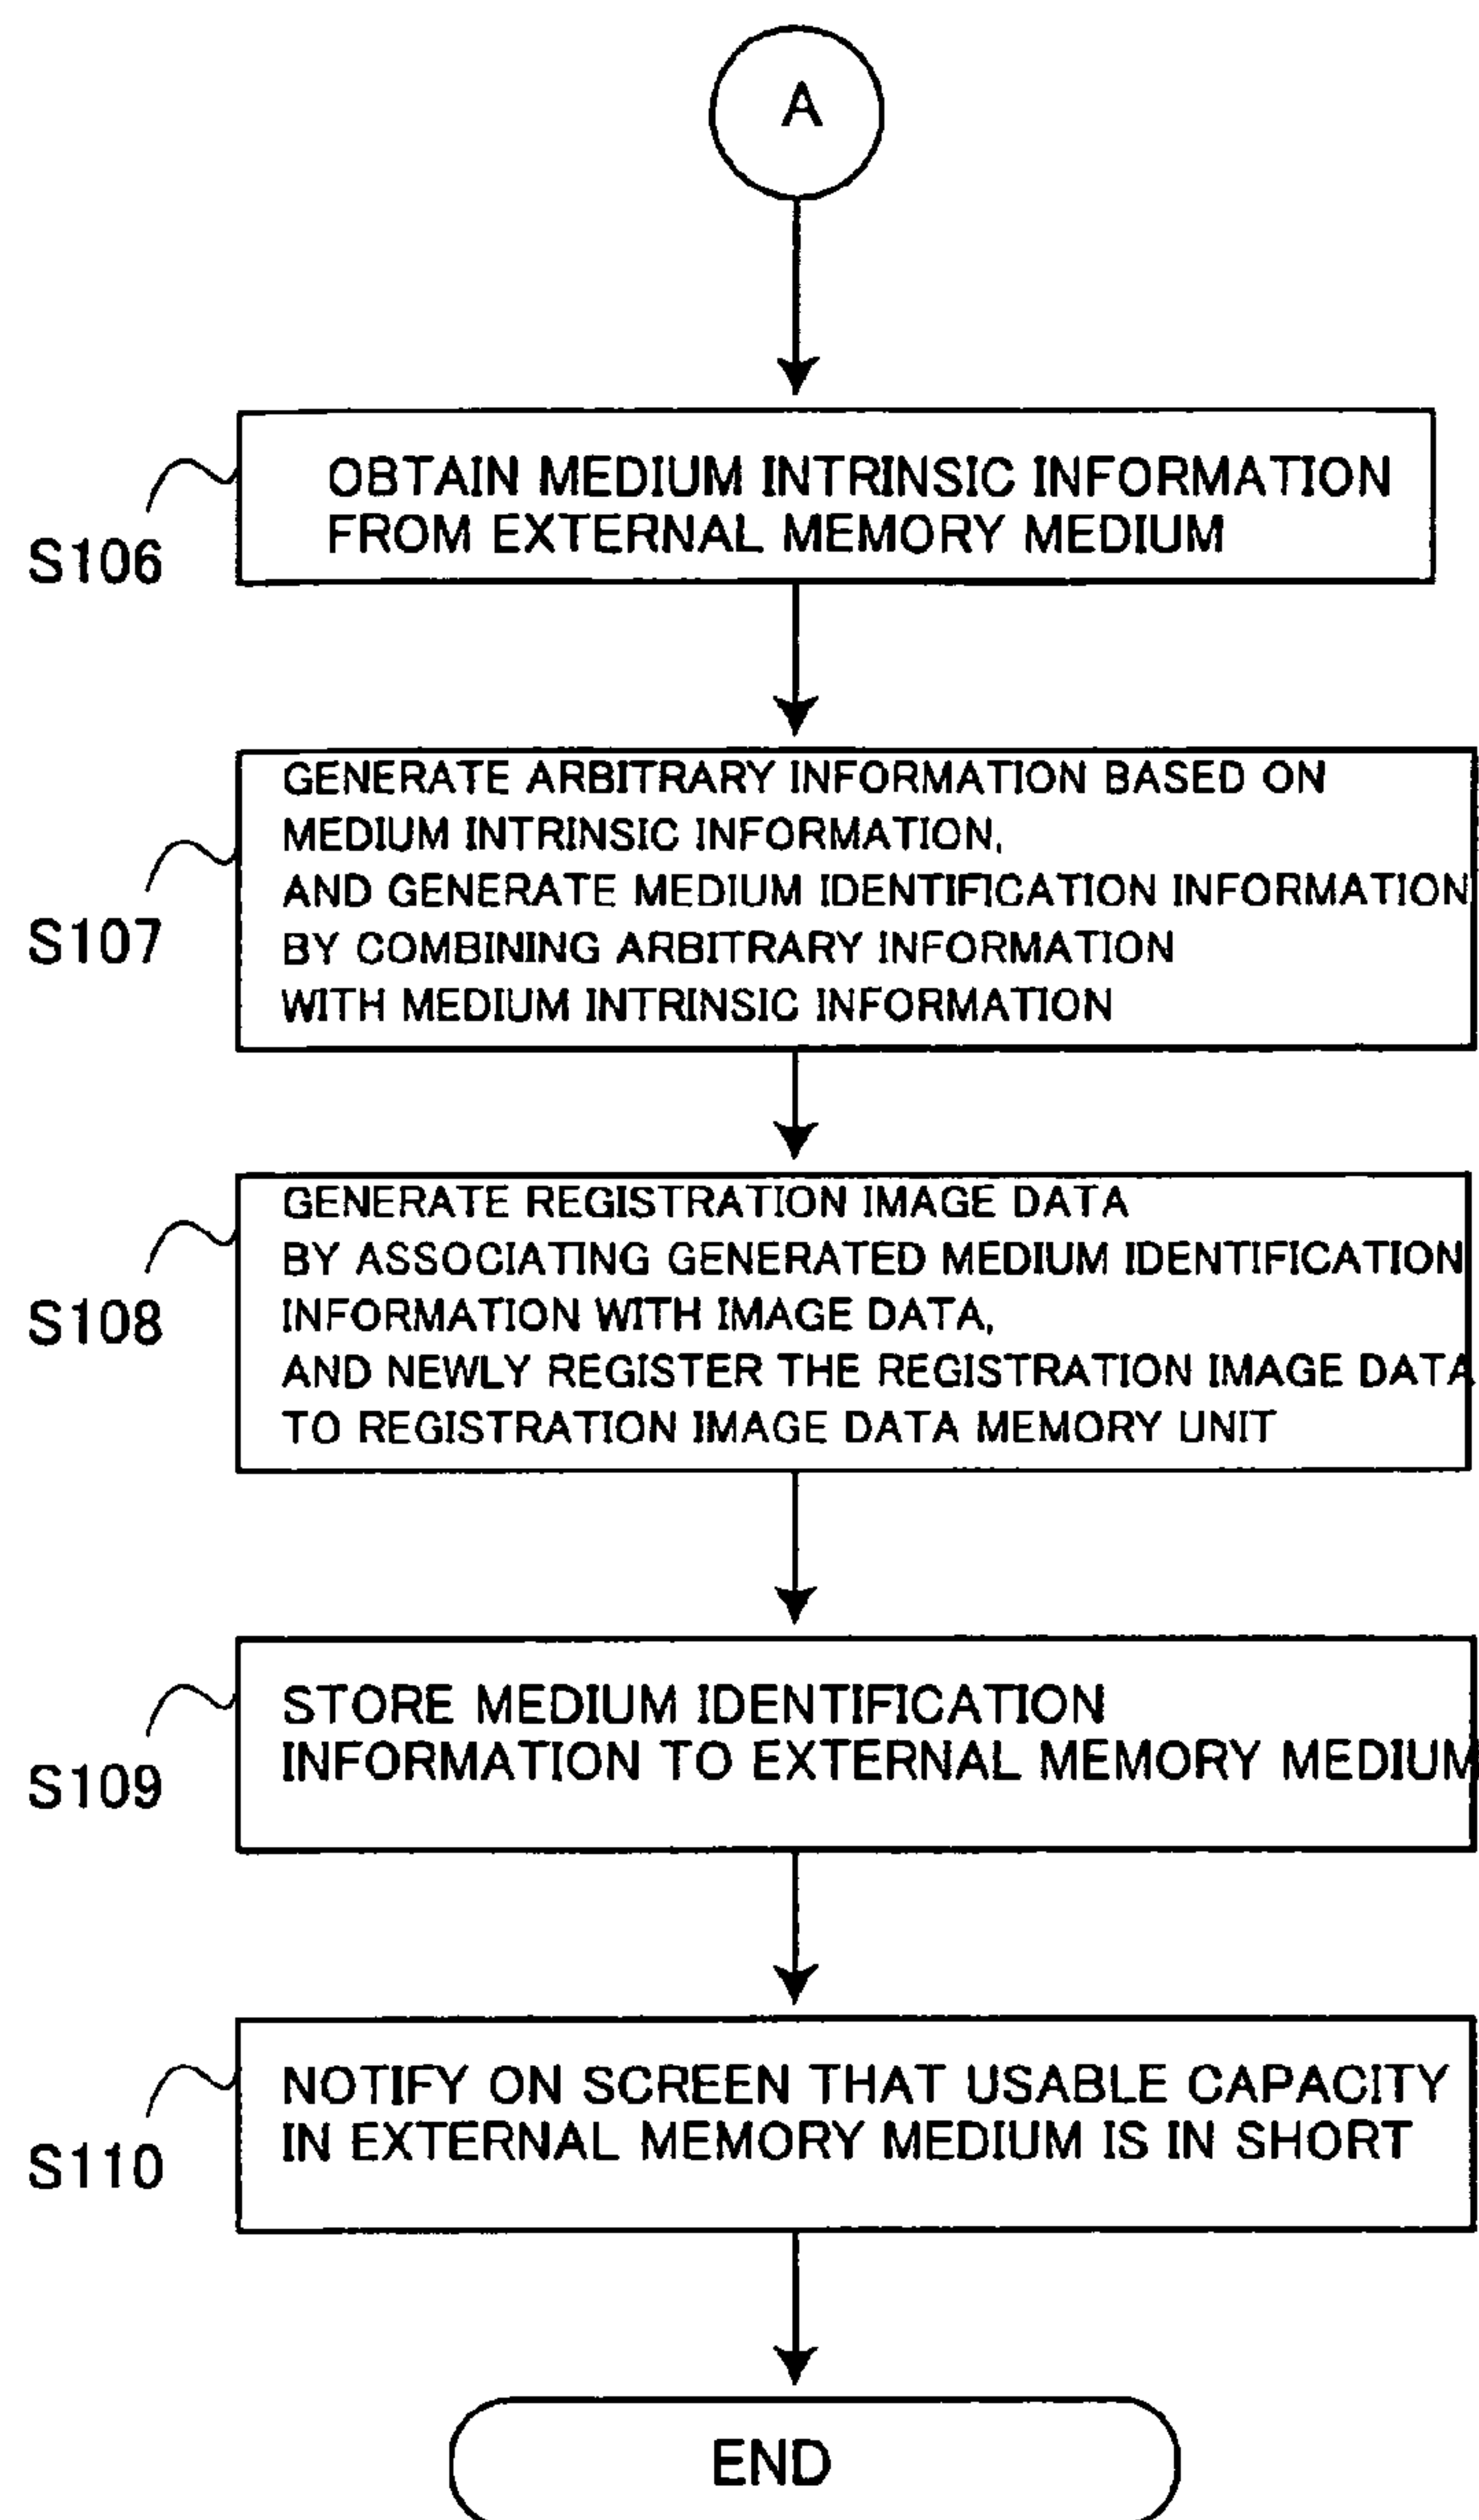 A
OBTAIN MEDIUM INTRINSIC INFORMATION
FROM EXTERNAL MEMORY MEDIUM
S106
GENERATE ARBITRARY INFORMATION BASED ON
MEDIUM INTRINSIC INFORMATION,
AND GENERATE MEDIUM IDENTIFICATION INFORMATION
BY COMBINING ARBITRARY INFORMATION
WITH MEDIUM INTRINSIC INFORMATION
S107
GENERATE REGISTRATION IMAGE DATA
BY ASSOCIATING GENERATED MEDIUM IDENTIFICATION
INFORMATION WITH IMAGE DATA,
AND NEWLY REGISTER THE REGISTRATION IMAGE DATA
TO REGISTRATION IMAGE DATA MEMORY UNIT
S108
STORE MEDIUM IDENTIFICATION
INFORMATION TO EXTERNAL MEMORY MEDIUM
S109
NOTIFY ON SCREEN THAT USABLE CAPACITY
IN EXTERNAL MEMORY MEDIUM IS IN SHORT
S110
END